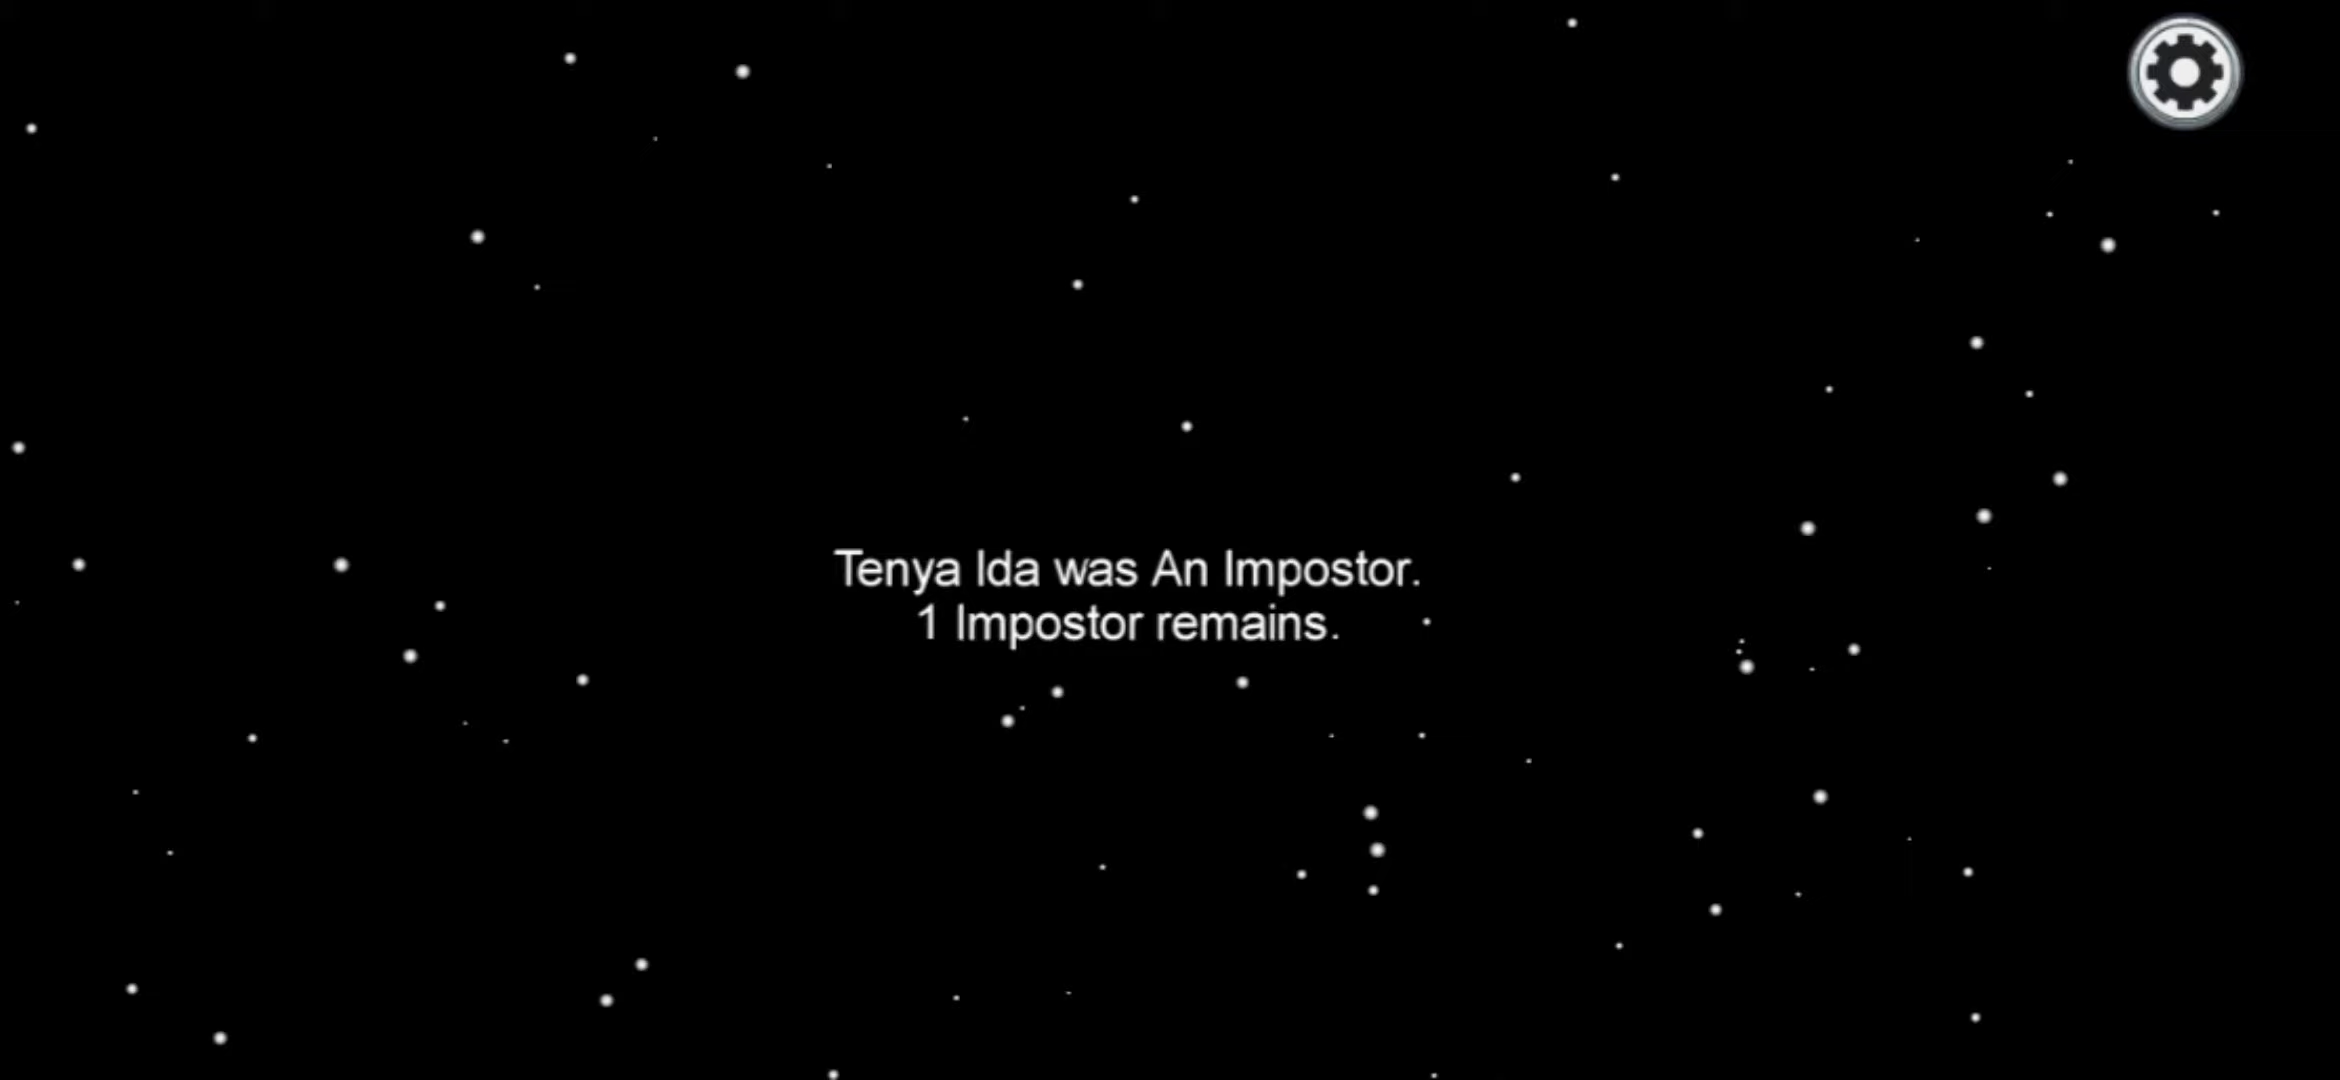 Tenya Ida was An Impostor.
1 Impostor remains.